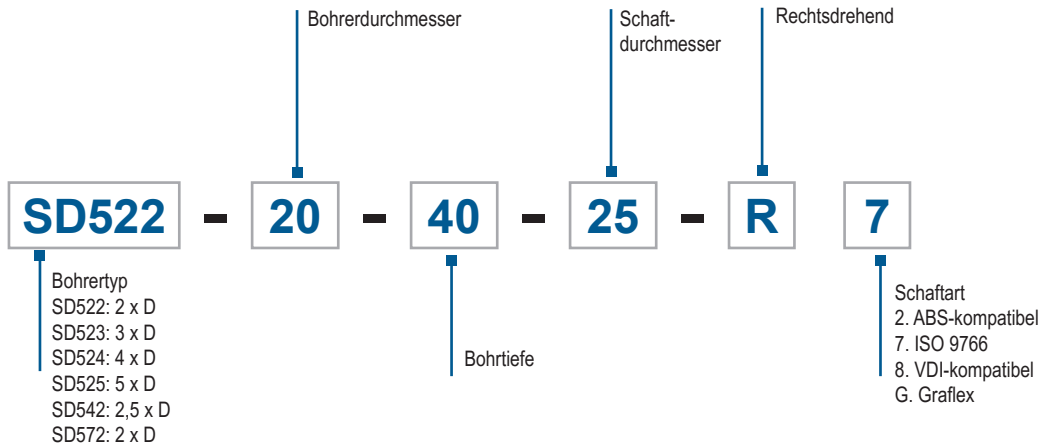 Bohrerdurchmesser
Schaft-
durchmesser
Rechtsdrehend
SD522 - 20 - 40 - 25 - R 7
Bohrertyp
SD522: 2 x D
SD523: 3 x D
SD524: 4 x D
SD525: 5 x D
SD542: 2,5 x D
SD572: 2 x D
Bohrtiefe
Schaftart
2. ABS-kompatibel
7. ISO 9766
8. VDI-kompatibel
G. Graflex